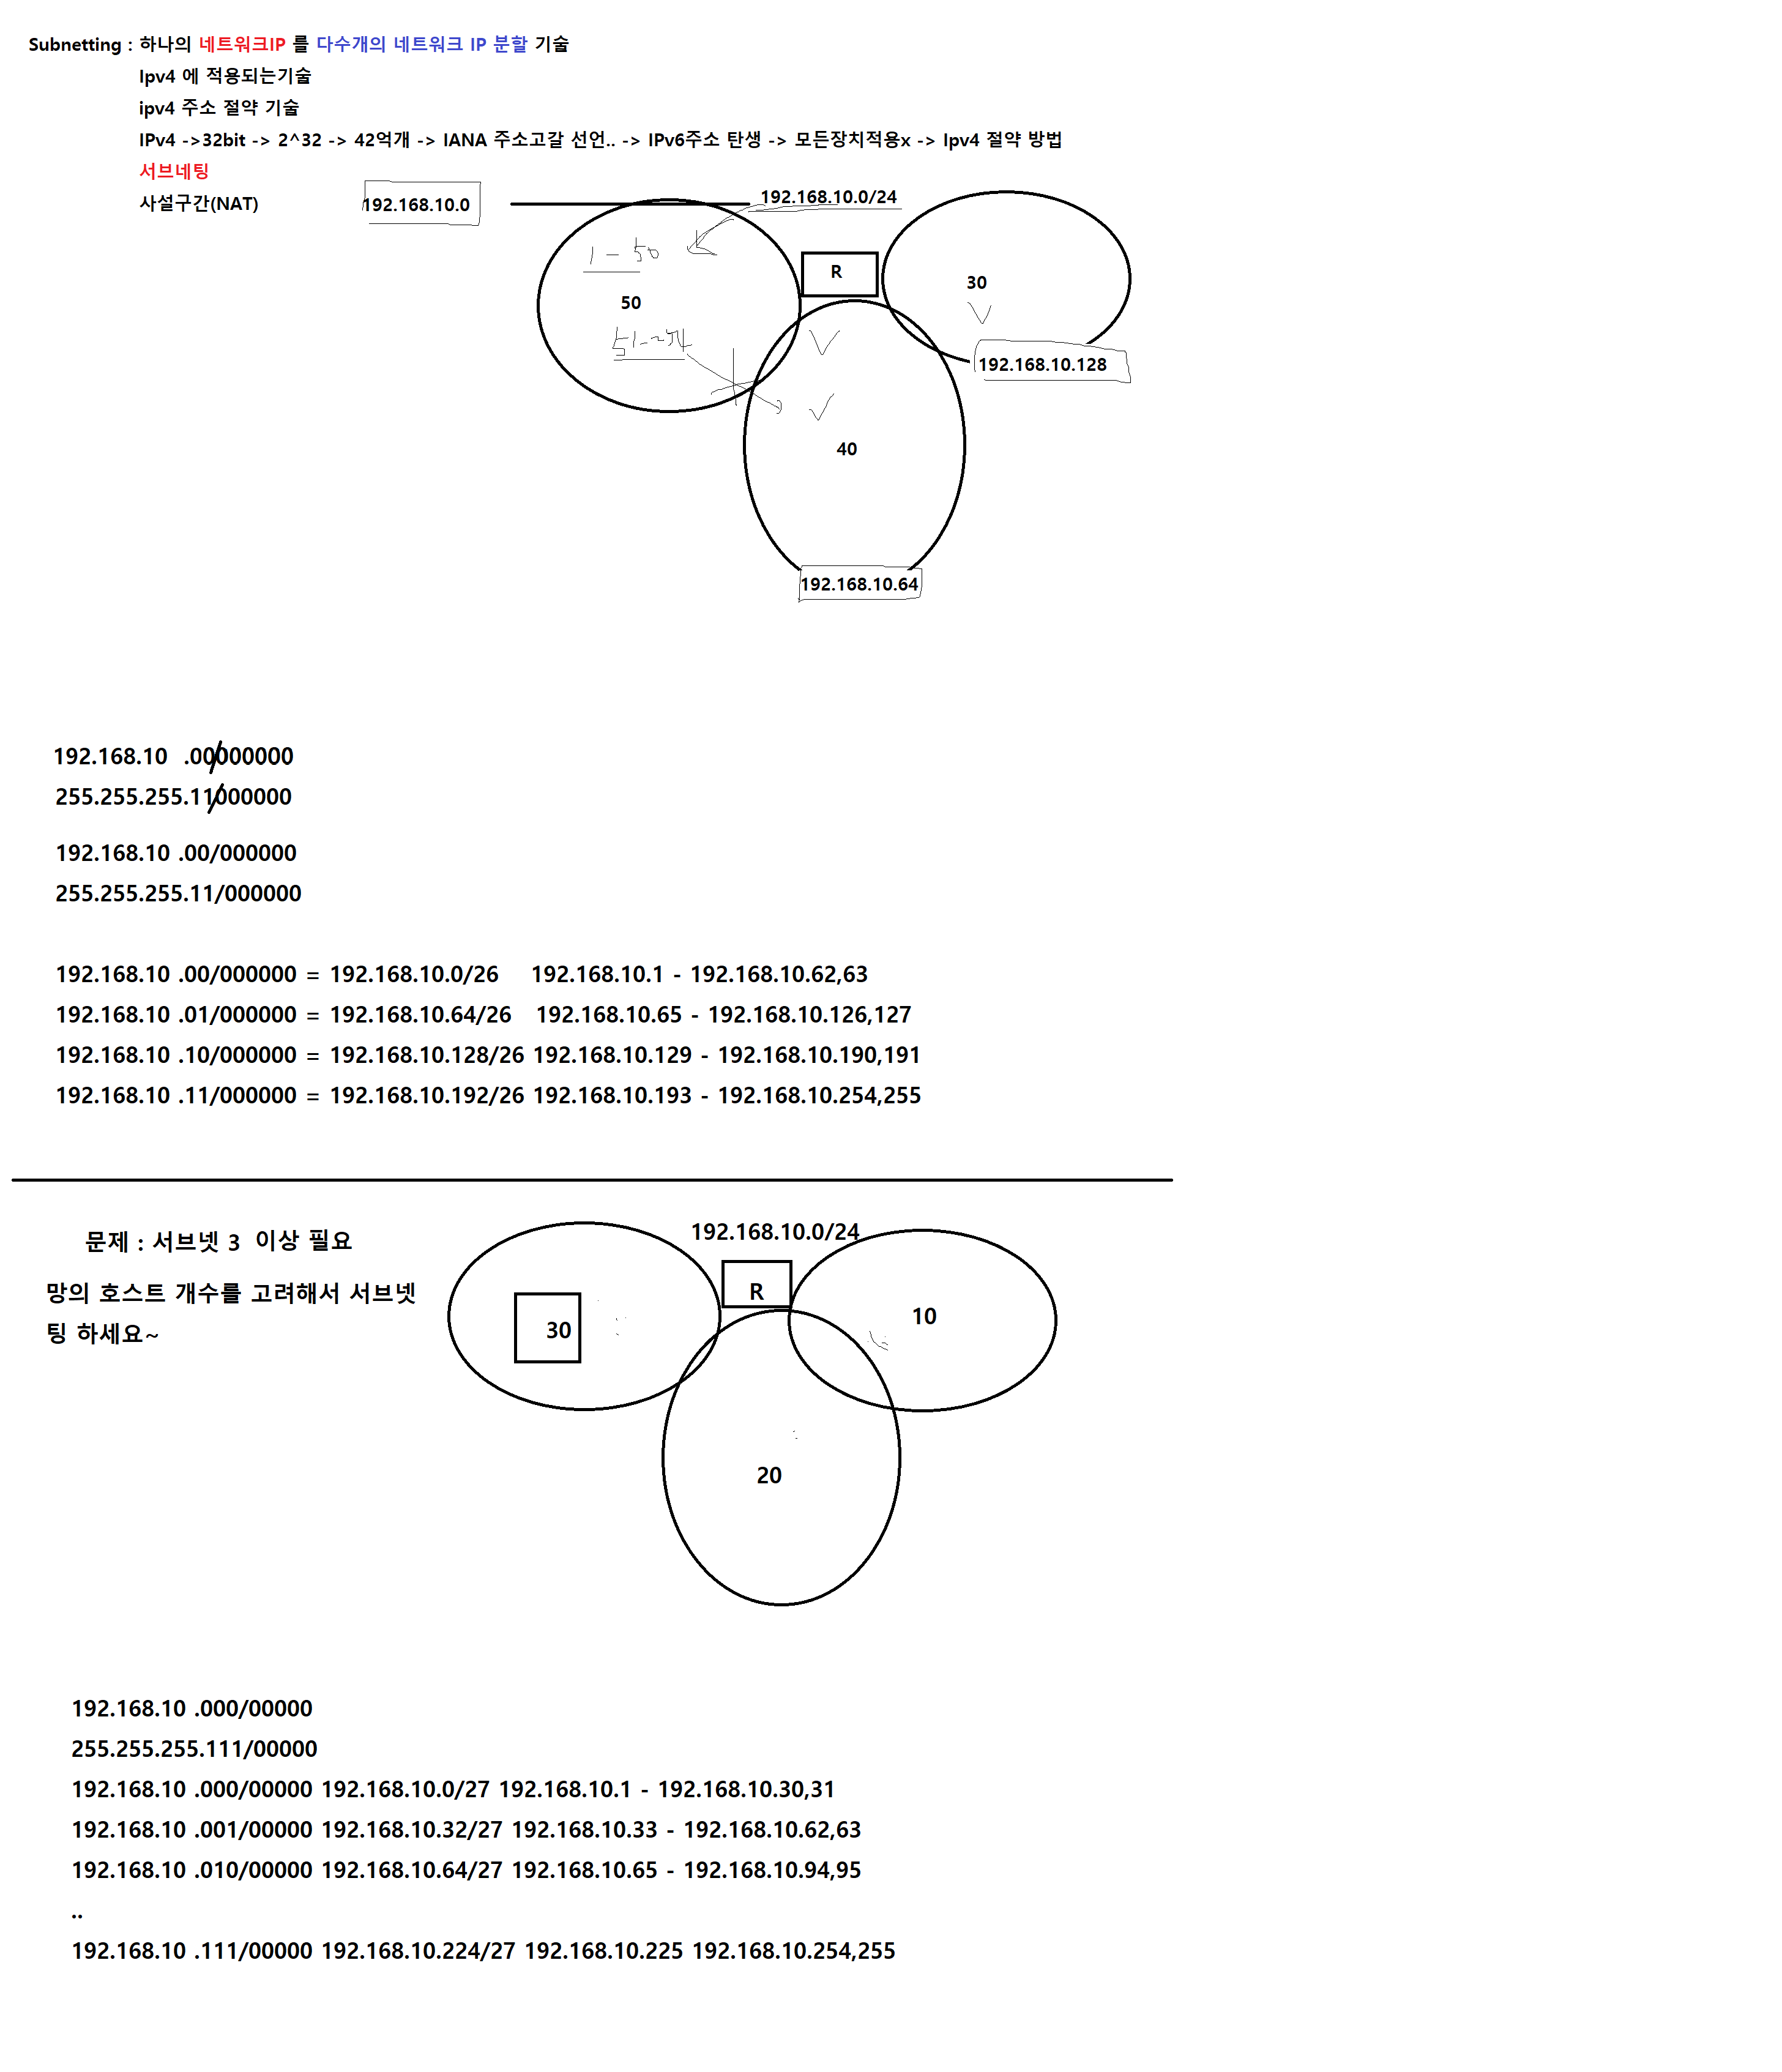 Subnetting : 하나의 네트워크IP 를 다수개의 네트워크 IP 분할 기술
Ipv4 에 적용되는기술
ipv4 주소 절약 기술
IPv4 ->32bit -> 2^32 -> 42억개 -> IANA 주소고갈 선언.. -> IPv6주소 탄생 -> 모든장치적용x -> Ipv4 절약 방법
서브네팅
사설구간(NAT)
192.168.10.0
192.168.10.0/24
1 - 50
R
30
50
192.168.10.128
40
192.168.10.64
192.168.10 .00/000000
255.255.255.11/000000
192.168.10 .00/000000
255.255.255.11/000000
192.168.10 .00/000000 = 192.168.10.0/26 192.168.10.1 - 192.168.10.62,63
192.168.10 .01/000000 = 192.168.10.64/26 192.168.10.65 - 192.168.10.126,127
192.168.10 .10/000000 = 192.168.10.128/26 192.168.10.129 - 192.168.10.190,191
192.168.10 .11/000000 = 192.168.10.192/26 192.168.10.193 - 192.168.10.254,255
문제 : 서브넷 3 이상 필요
망의 호스트 개수를 고려해서 서브넷
팅 하세요~
192.168.10.0/24
R
30
10
20
192.168.10 .000/00000
255.255.255.111/00000
192.168.10 .000/00000 192.168.10.0/27 192.168.10.1 - 192.168.10.30,31
192.168.10 .001/00000 192.168.10.32/27 192.168.10.33 - 192.168.10.62,63
192.168.10 .010/00000 192.168.10.64/27 192.168.10.65 - 192.168.10.94,95
..
192.168.10 .111/00000 192.168.10.224/27 192.168.10.225 192.168.10.254,255